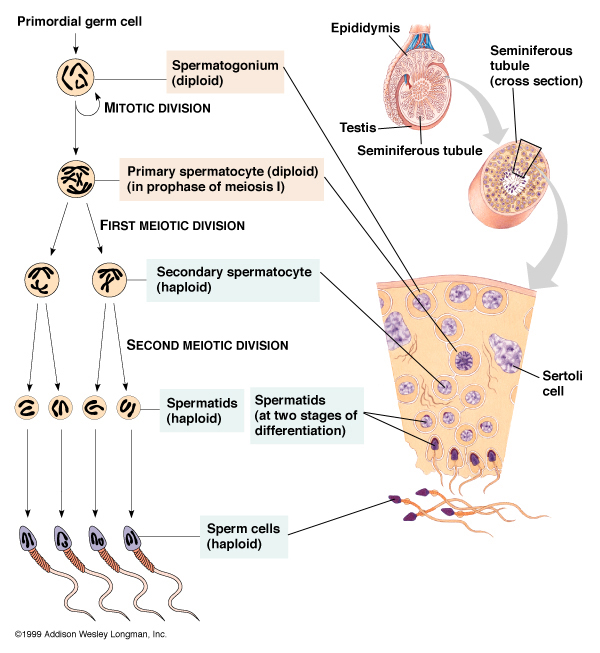 Primordial germ cell
Spermatogonium
(diploid)
MITOTIC DIVISION
Primary spermatocyte (diploid)
(in prophase of meiosis I)
FIRST MEIOTIC DIVISION
Secondary spermatocyte
(haploid)
SECOND MEIOTIC DIVISION
Spermatids
(haploid)
Spermatids
(at two stages of
differentiation)
Sperm cells
(haploid)
Epididymis
Testis
Seminiferous tubule
Seminiferous
tubule
(cross section)
Sertoli
cell
©1999 Addison Wesley Longman, Inc.